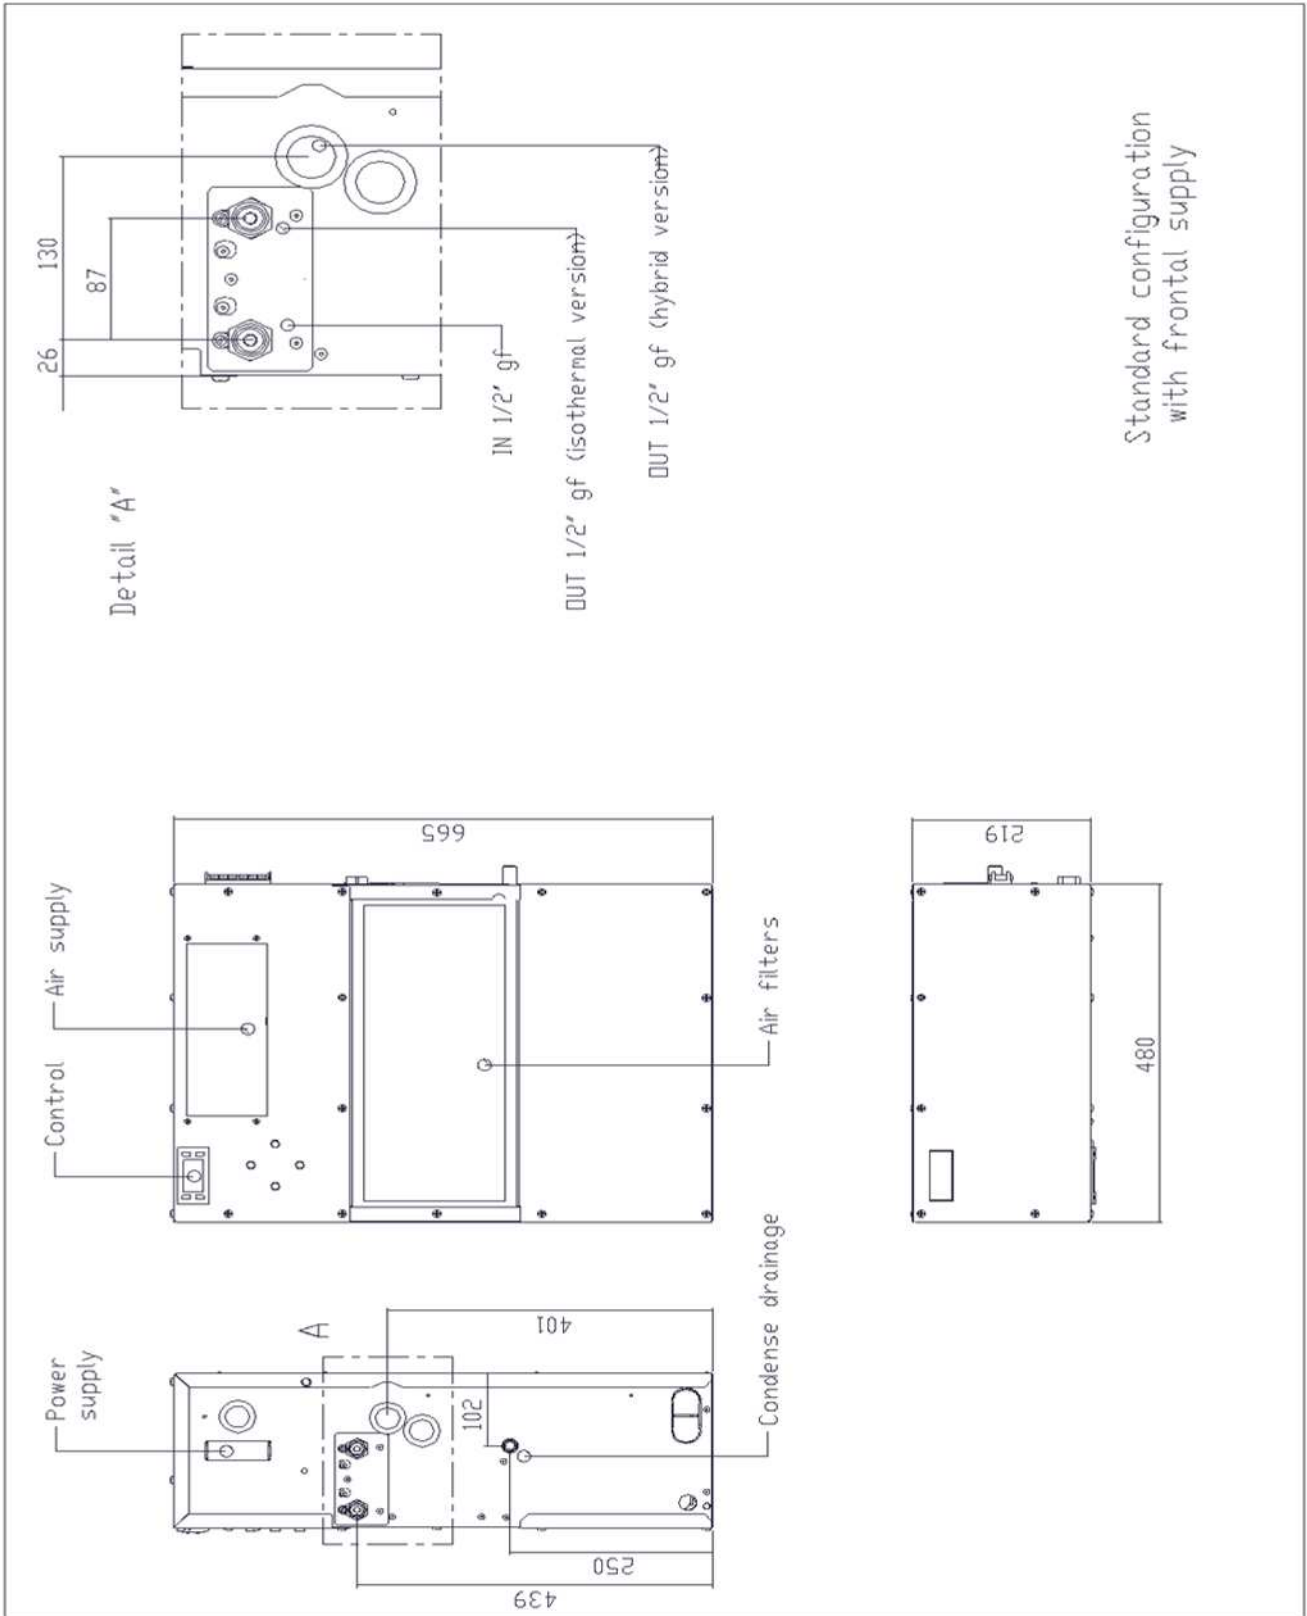 Detail "A"
26
130
87
IN 1/2" gf
OUT 1/2" gf (isothermal version)
OUT 1/2" gf (hybrid version)
Power
supply
Control
Air supply
A
401
102
250
439
Condense drainage
665
Air filters
219
480
Standard configuration
with frontal supply